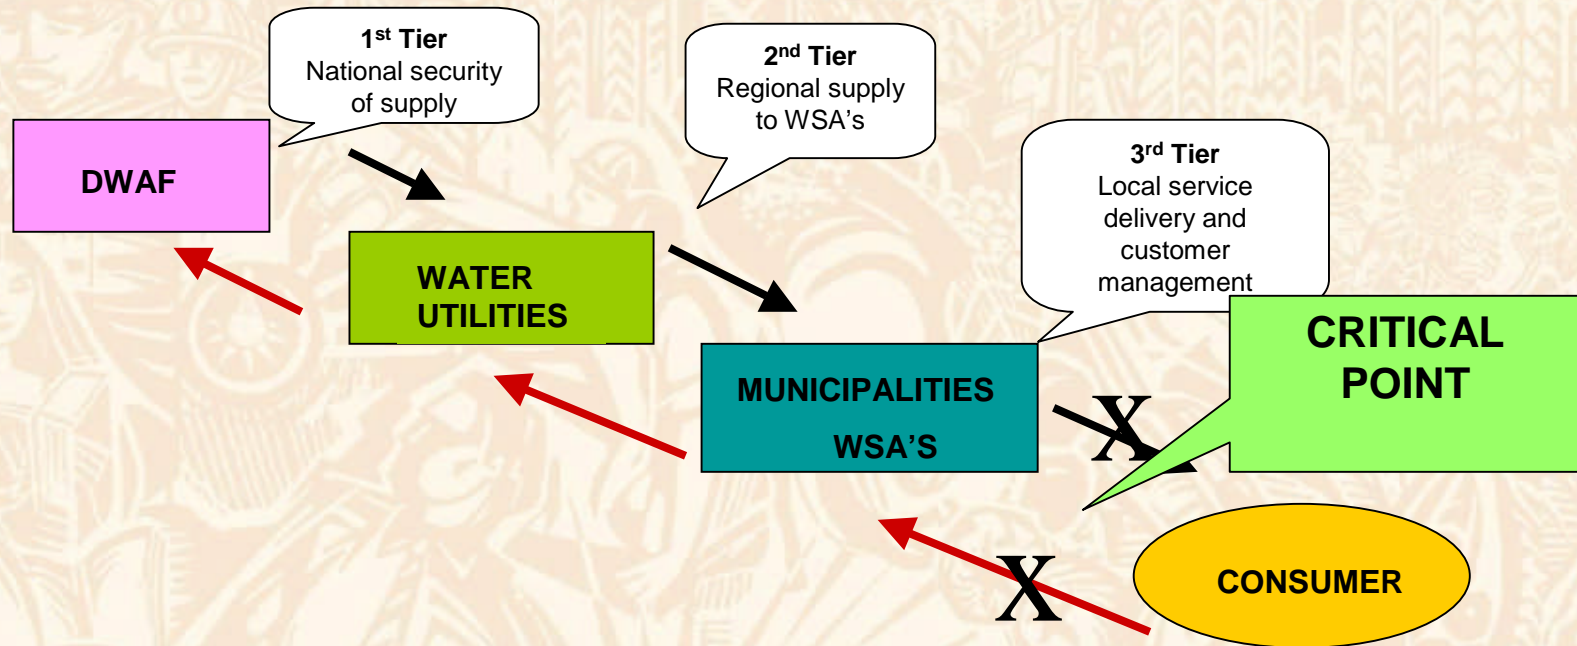 1st Tier
National security
of supply
2nd Tier
Regional supply
to WSA's
3rd Tier
Local service
delivery and
customer
management
DWAF
WATER
UTILITIES
MUNICIPALITIES
WSA'S
CRITICAL
POINT
X
X
CONSUMER